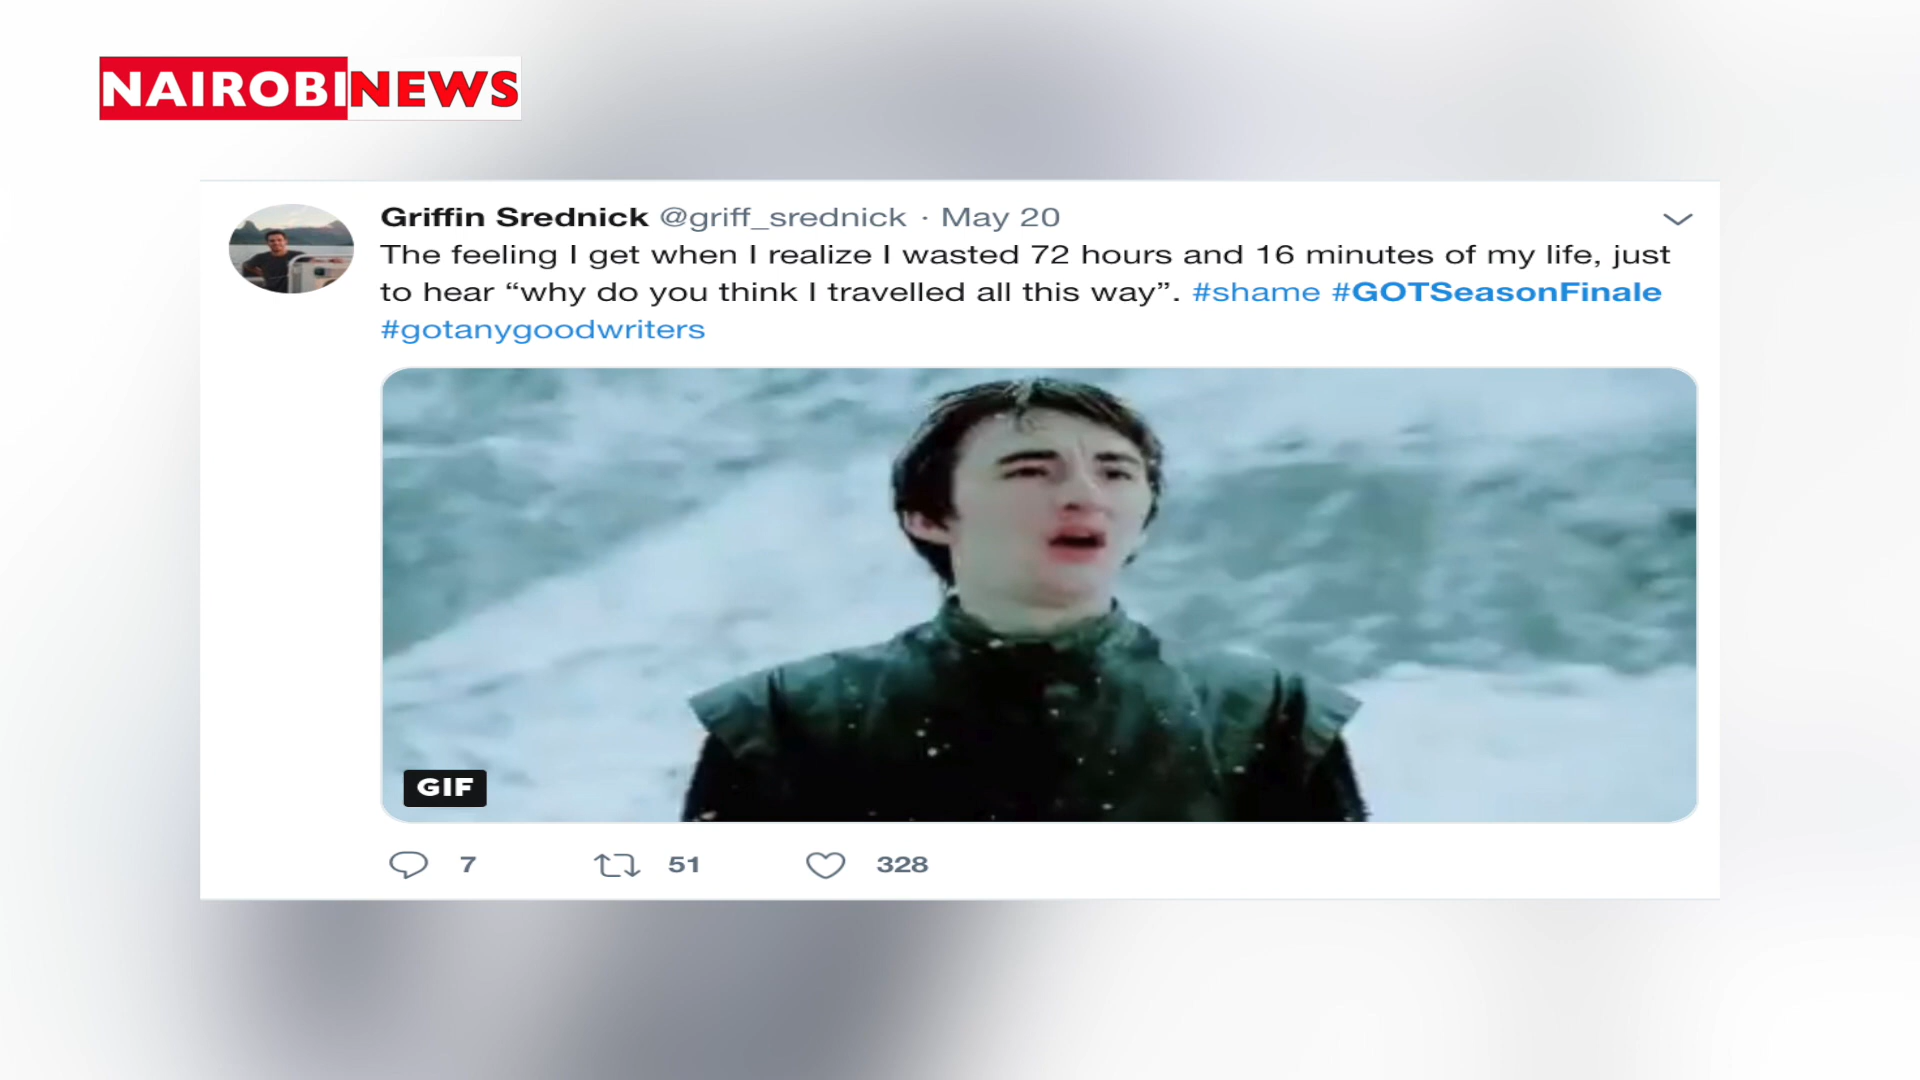 NAIROBINEWS
Griffin Srednick @griff_srednick · May 20
The feeling I get when I realize I wasted 72 hours and 16 minutes of my life, just
to hear “why do you think I travelled all this way”. #shame #GOTSeasonFinale
#gotanygoodwriters
GIF
7 51 328